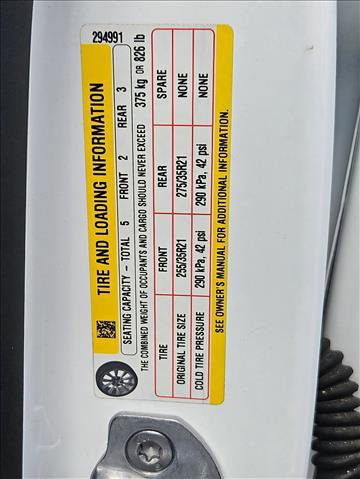 294991
TIRE AND LOADING INFORMATION
SEATING CAPACITY – TOTAL 5 FRONT 2 REAR 3
THE COMBINED WEIGHT OF OCCUPANTS AND CARGO SHOULD NEVER EXCEED 375 kg OR 826 lb
TIRE FRONT REAR SPARE
ORIGINAL TIRE SIZE 255/35R21 275/35R21 NONE
COLD TIRE PRESSURE 290 kPa, 42 psi 290 kPa, 42 psi NONE
SEE OWNER'S MANUAL FOR ADDITIONAL INFORMATION.